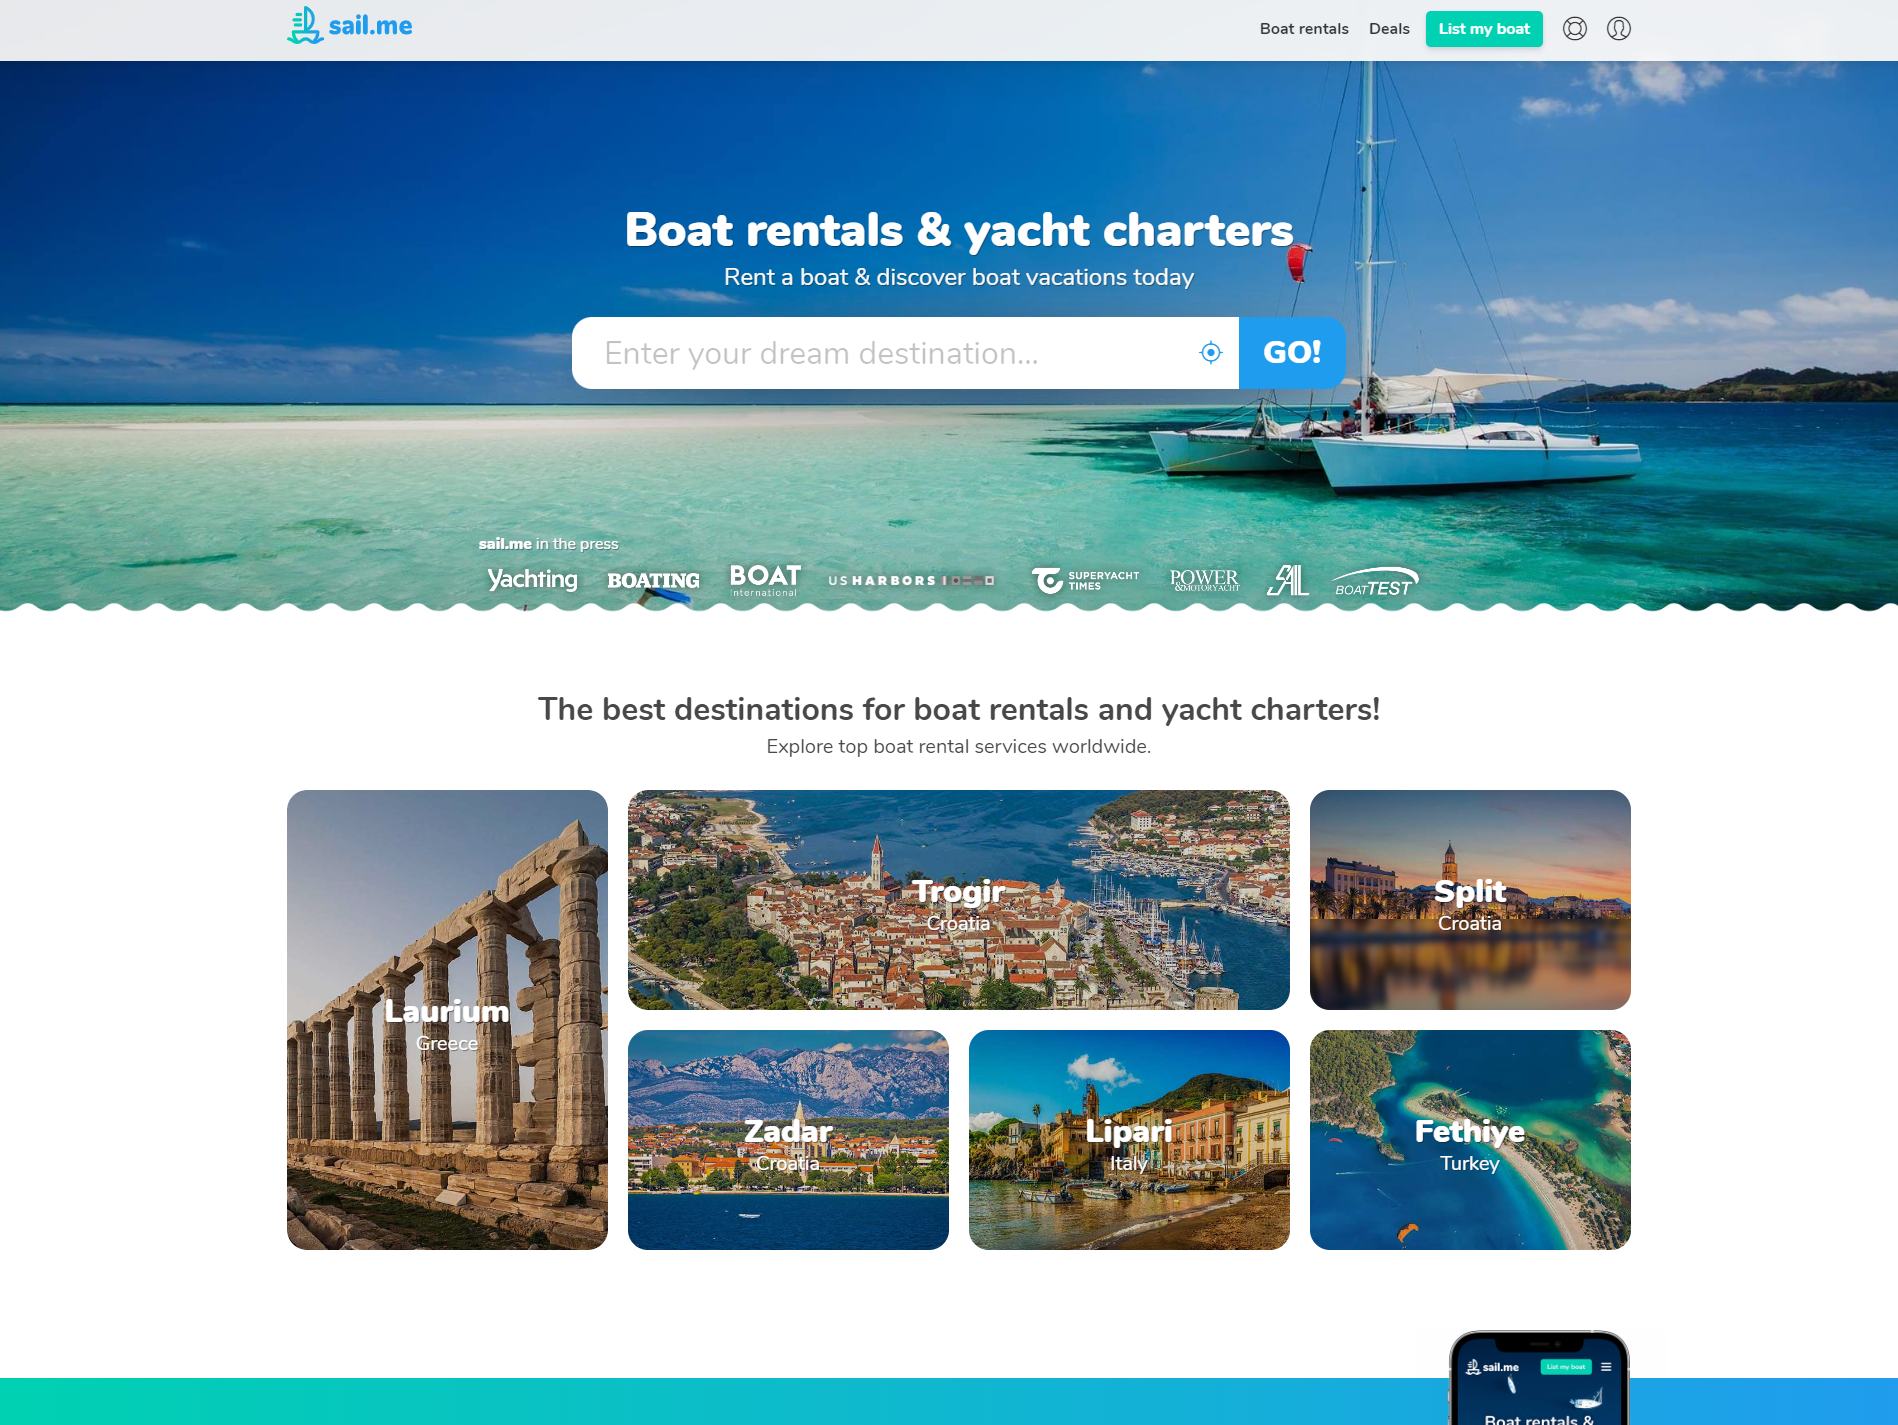 sail.me
Boat rentals
Deals
List my boat
Boat rentals & yacht charters
Rent a boat & discover boat vacations today
Enter your dream destination...
GO!
sail.me in the press
Yachting
BOATING
BOAT
International
US HARBORS
SUPERYACHT
TIMES
POWER
&MOTORYACHT
SAIL
BOATTEST
The best destinations for boat rentals and yacht charters!
Explore top boat rental services worldwide.
Laurium
Greece
Trogir
Croatia
Split
Croatia
Zadar
Croatia
Lipari
Italy
Fethiye
Turkey
sail.me
List my boat
Boat rentals &